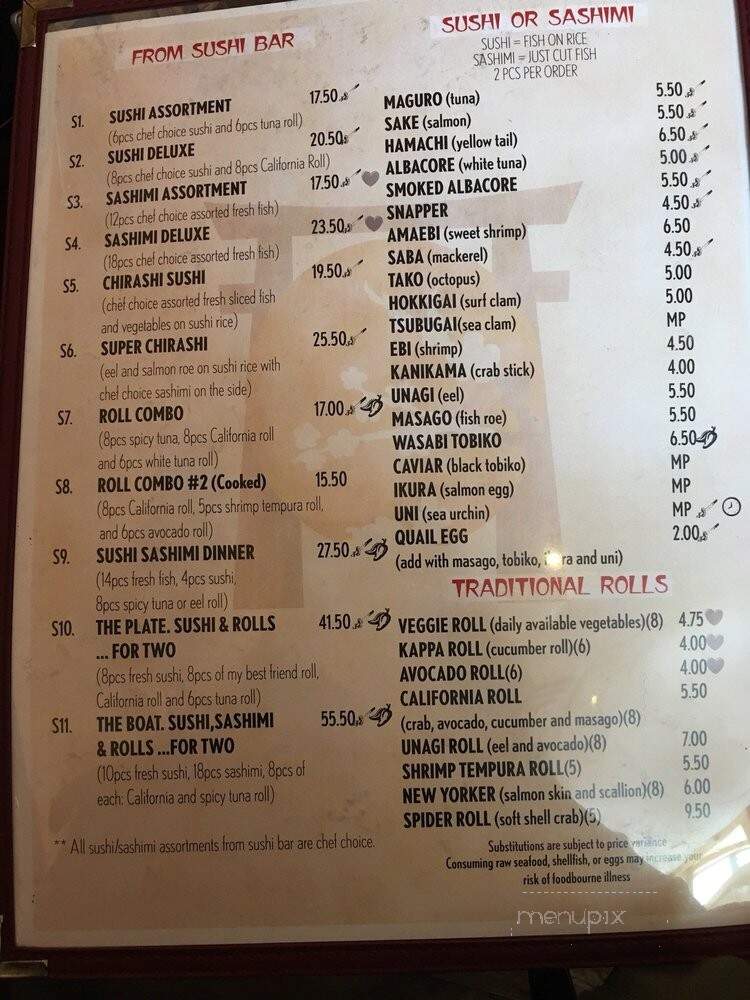 FROM SUSHI BAR
S1. SUSHI ASSORTMENT 17.50
(6pcs chef choice sushi and 6pcs tuna roll)
S2. SUSHI DELUXE 20.50
(8pcs chef choice sushi and 8pcs California Roll)
S3. SASHIMI ASSORTMENT 17.50
(12pcs chef choice assorted fresh fish)
S4. SASHIMI DELUXE 23.50
(18pcs chef choice assorted fresh fish)
S5. CHIRASHI SUSHI 19.50
(chef choice assorted fresh sliced fish
and vegetables on sushi rice)
S6. SUPER CHIRASHI 25.50
(eel and salmon roe on sushi rice with
chef choice sashimi on the side)
S7. ROLL COMBO 17.00
(8pcs spicy tuna, 8pcs California roll
and 6pcs white tuna roll)
S8. ROLL COMBO #2 (Cooked) 15.50
(8pcs California roll, 5pcs shrimp tempura roll,
and 6pcs avocado roll)
S9. SUSHI SASHIMI DINNER 27.50
(14pcs fresh fish, 4pcs sushi,
8pcs spicy tuna or eel roll)
S10. THE PLATE. SUSHI & ROLLS 41.50
... FOR TWO
(8pcs fresh sushi, 8pcs of my best friend roll,
California roll and 6pcs tuna roll)
S11. THE BOAT. SUSHI,SASHIMI 55.50
& ROLLS ...FOR TWO
(10pcs fresh sushi, 18pcs sashimi, 8pcs of
each: California and spicy tuna roll)
** All sushi/sashimi assortments from sushi bar are chef choice.
SUSHI OR SASHIMI
SUSHI = FISH ON RICE
SASHIMI = JUST CUT FISH
2 PCS PER ORDER
MAGURO (tuna) 5.50
SAKE (salmon) 5.50
HAMACHI (yellow tail) 6.50
ALBACORE (white tuna) 5.00
SMOKED ALBACORE 5.50
SNAPPER 4.50
AMAEBI (sweet shrimp) 6.50
SABA (mackerel) 4.50
TAKO (octopus) 5.00
HOKKIGAI (surf clam) 5.00
TSUBUGAI(sea clam) MP
EBI (shrimp) 4.50
KANIKAMA (crab stick) 4.00
UNAGI (eel) 5.50
MASAGO (fish roe) 5.50
WASABI TOBIKO 6.50
CAVIAR (black tobiko) MP
IKURA (salmon egg) MP
UNI (sea urchin) MP
QUAIL EGG 2.00
(add with masago, tobiko, and uni)
TRADITIONAL ROLLS
VEGGIE ROLL (daily available vegetables)(8) 4.75
KAPPA ROLL (cucumber roll)(6) 4.00
AVOCADO ROLL(6) 4.00
CALIFORNIA ROLL 5.50
(crab, avocado, cucumber and masago)(8)
UNAGI ROLL (eel and avocado)(8) 7.00
SHRIMP TEMPURA ROLL(5) 5.50
NEW YORKER (salmon skin and scallion)(8) 6.00
SPIDER ROLL (soft shell crab)(5) 9.50
Substitutions are subject to price variance
Consuming raw seafood, shellfish, or eggs may increase your
risk of foodbourne illness
menupix